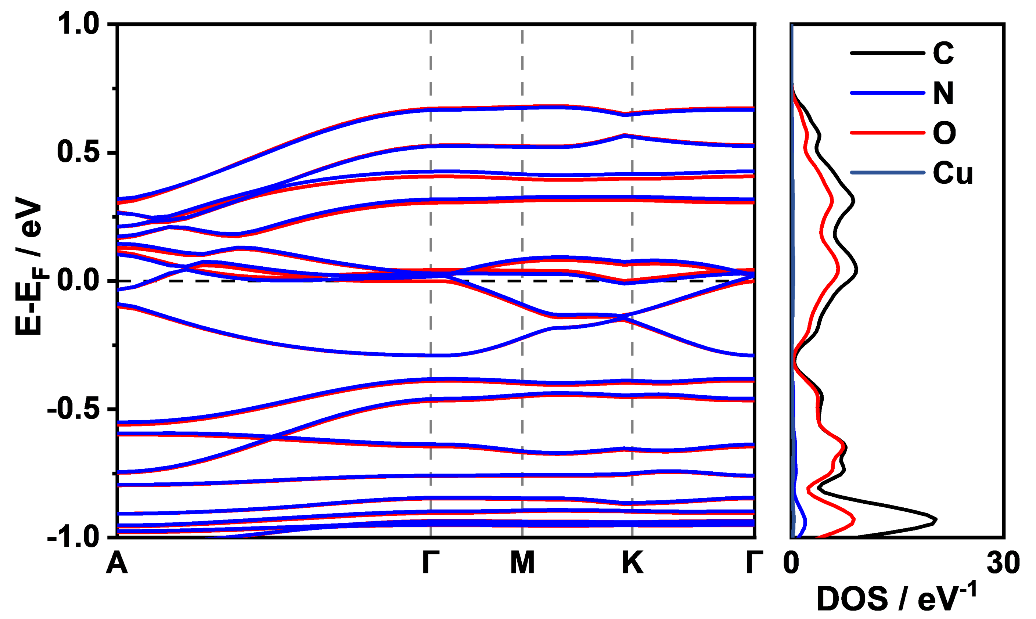 1.0
0.5
0.0
-0.5
-1.0
E-E_F / eV
A Γ M K Γ
C
N
O
Cu
0 30
DOS / eV⁻¹